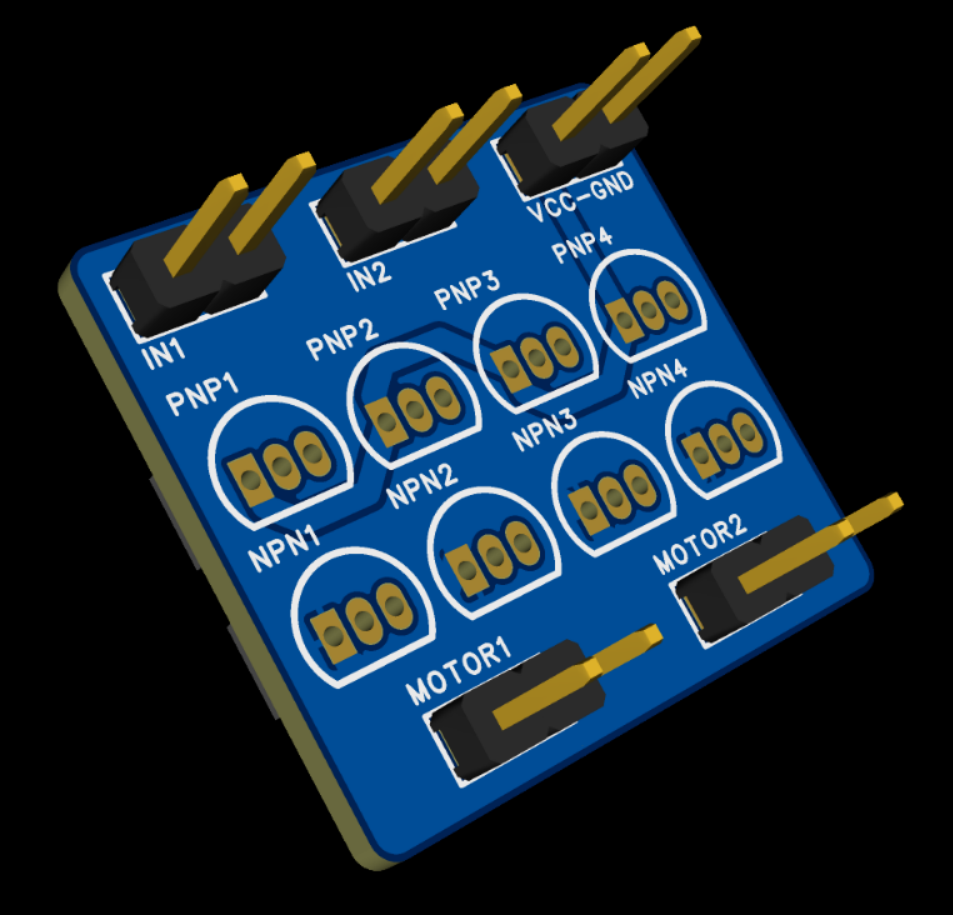 VCC-GND
IN2
IN1
PNP4
PNP3
PNP2
PNP1
NPN4
NPN3
NPN2
NPN1
MOTOR2
MOTOR1